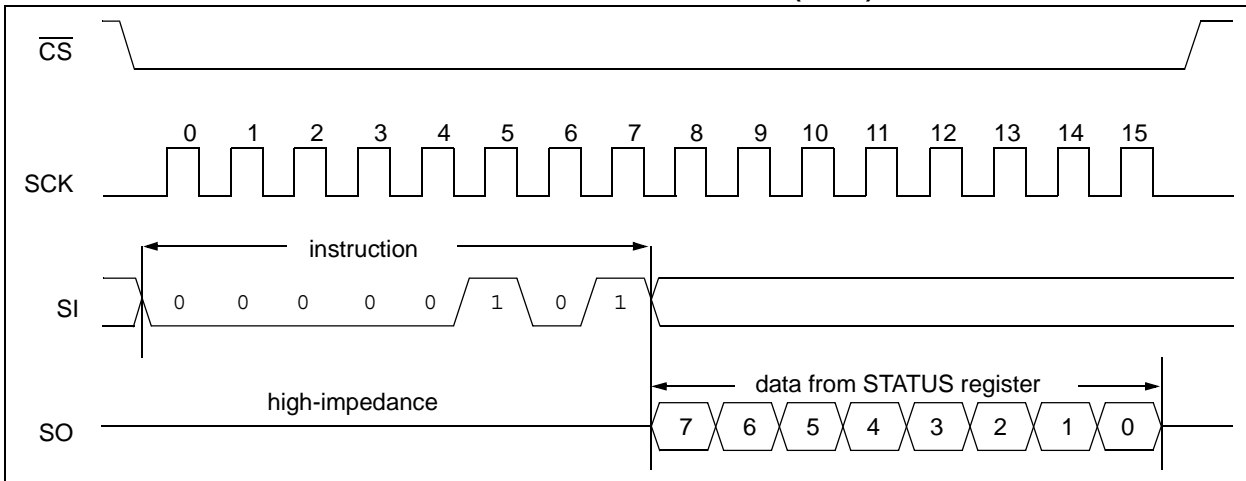 CS
0 1 2 3 4 5 6 7 8 9 10 11 12 13 14 15
SCK
instruction
SI 0 0 0 0 0 1 0 1
data from STATUS register
high-impedance
SO 7 6 5 4 3 2 1 0